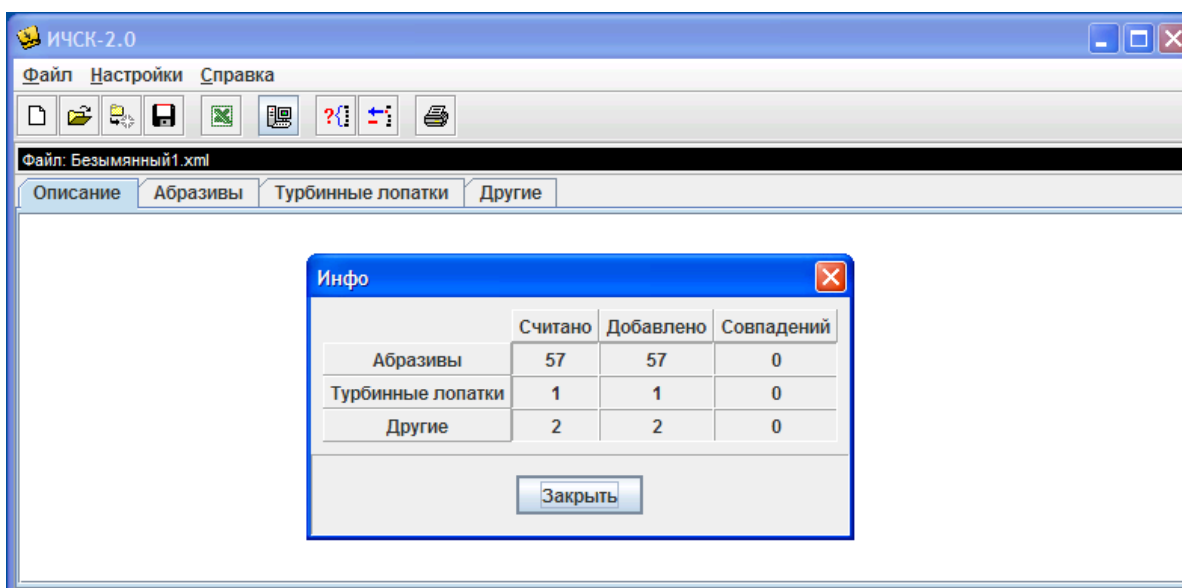 ИЧСК-2.0
Файл Настройки Справка
Файл: Безымянный1.xml
Описание Абразивы Турбинные лопатки Другие
Инфо
Считано Добавлено Совпадений
Абразивы 57 57 0
Турбинные лопатки 1 1 0
Другие 2 2 0
Закрыть